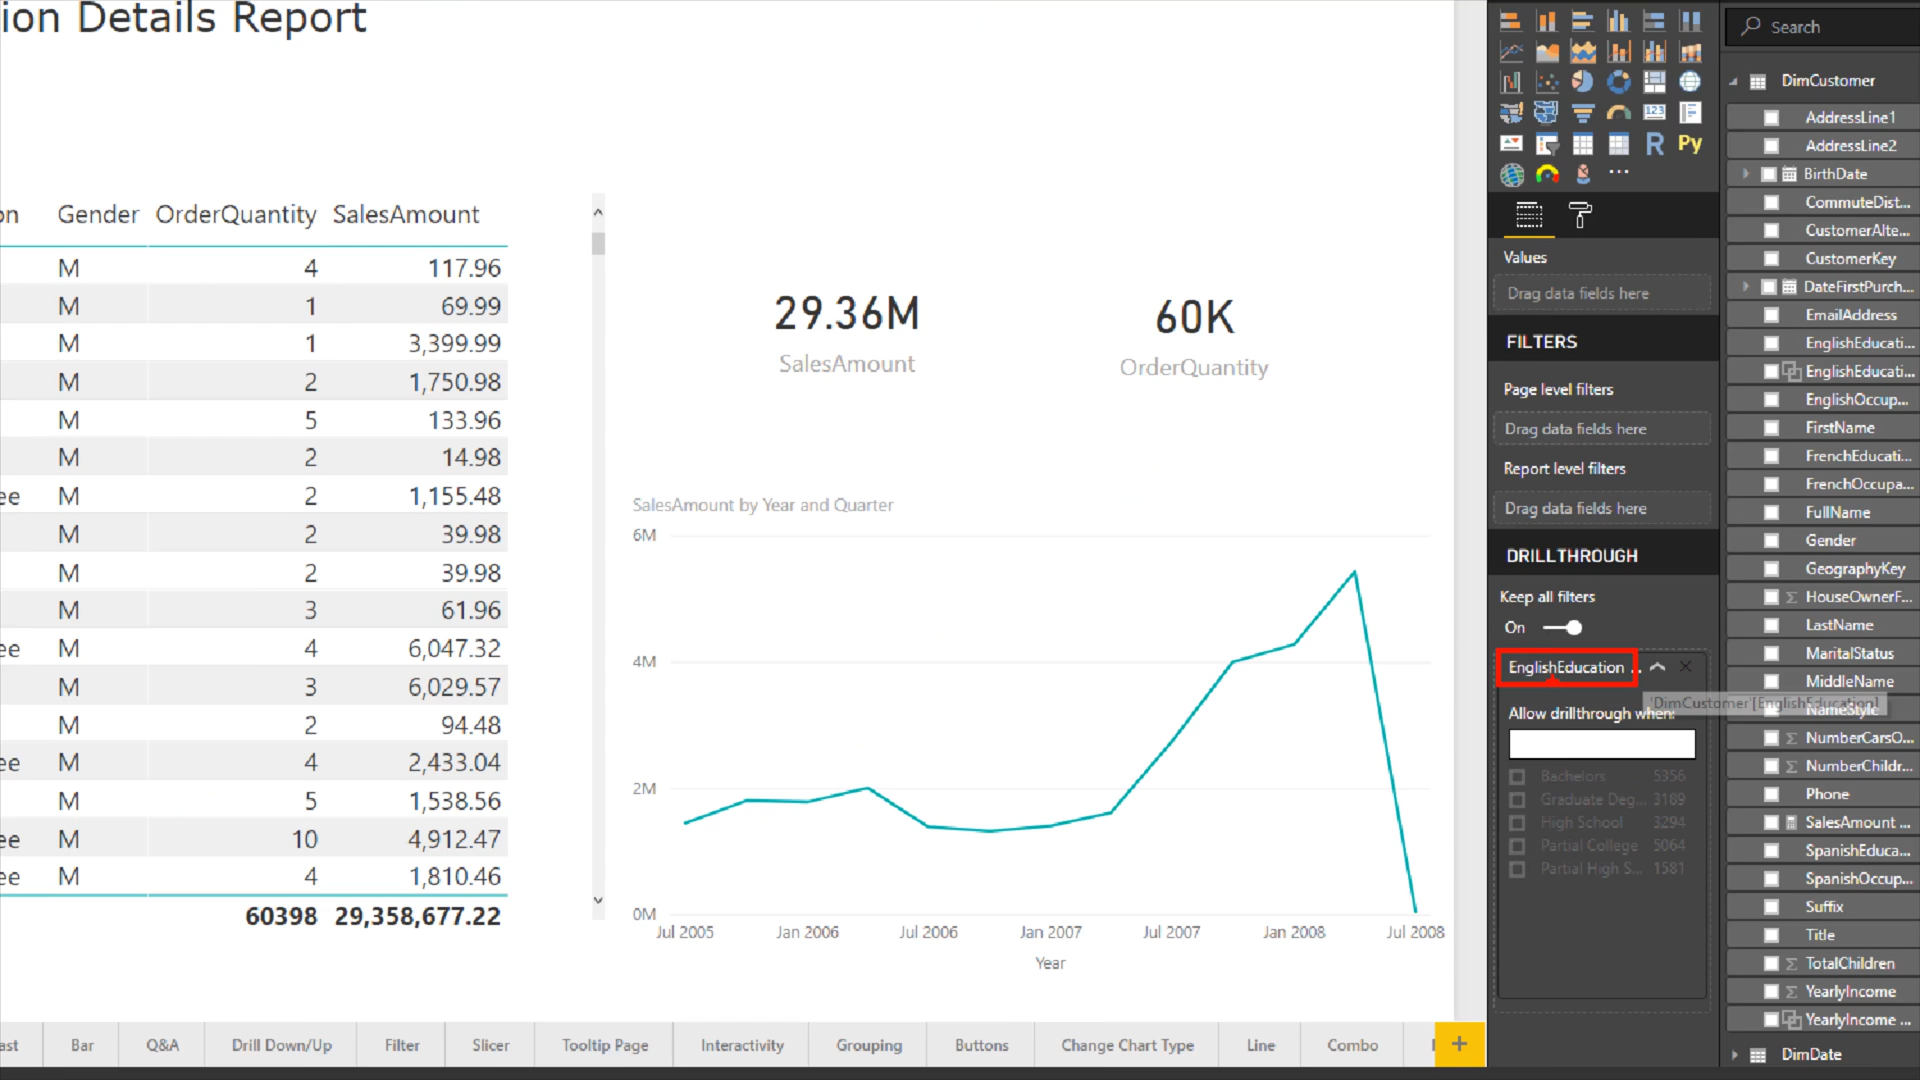 ion Details Report
on Gender OrderQuantity SalesAmount
M 4 117.96
M 1 69.99
M 1 3,399.99
M 2 1,750.98
M 5 133.96
M 2 14.98
ee M 2 1,155.48
M 2 39.98
M 2 39.98
M 3 61.96
ee M 4 6,047.32
M 3 6,029.57
M 2 94.48
ee M 4 2,433.04
M 5 1,538.56
ee M 10 4,912.47
ee M 4 1,810.46
60398 29,358,677.22
29.36M
SalesAmount
60K
OrderQuantity
SalesAmount by Year and Quarter
6M
4M
2M
0M
Jul 2005 Jan 2006 Jul 2006 Jan 2007 Jul 2007 Jan 2008 Jul 2008
Year
ast Bar Q&A Drill Down/Up Filter Slicer Tooltip Page Interactivity Grouping Buttons Change Chart Type Line Combo +
123
R Py
...
Values
Drag data fields here
FILTERS
Page level filters
Drag data fields here
Report level filters
Drag data fields here
DRILLTHROUGH
Keep all filters
On
EnglishEducation ..
'DimCustomer'[EnglishEducation]
Allow drillthrough when:
Bachelors 5356
Graduate Deg... 3189
High School 3294
Partial College 5064
Partial High S... 1581
Search
DimCustomer
AddressLine1
AddressLine2
BirthDate
CommuteDist...
CustomerAlte...
CustomerKey
DateFirstPurch...
EmailAddress
EnglishEducati...
EnglishEducati...
EnglishOccup...
FirstName
FrenchEducati...
FrenchOccupa...
FullName
Gender
GeographyKey
Σ HouseOwnerF...
LastName
MaritalStatus
MiddleName
NameStyle
Σ NumberCarsO...
Σ NumberChildr...
Phone
SalesAmount ...
SpanishEduca...
SpanishOccup...
Suffix
Title
Σ TotalChildren
Σ YearlyIncome
YearlyIncome ...
DimDate